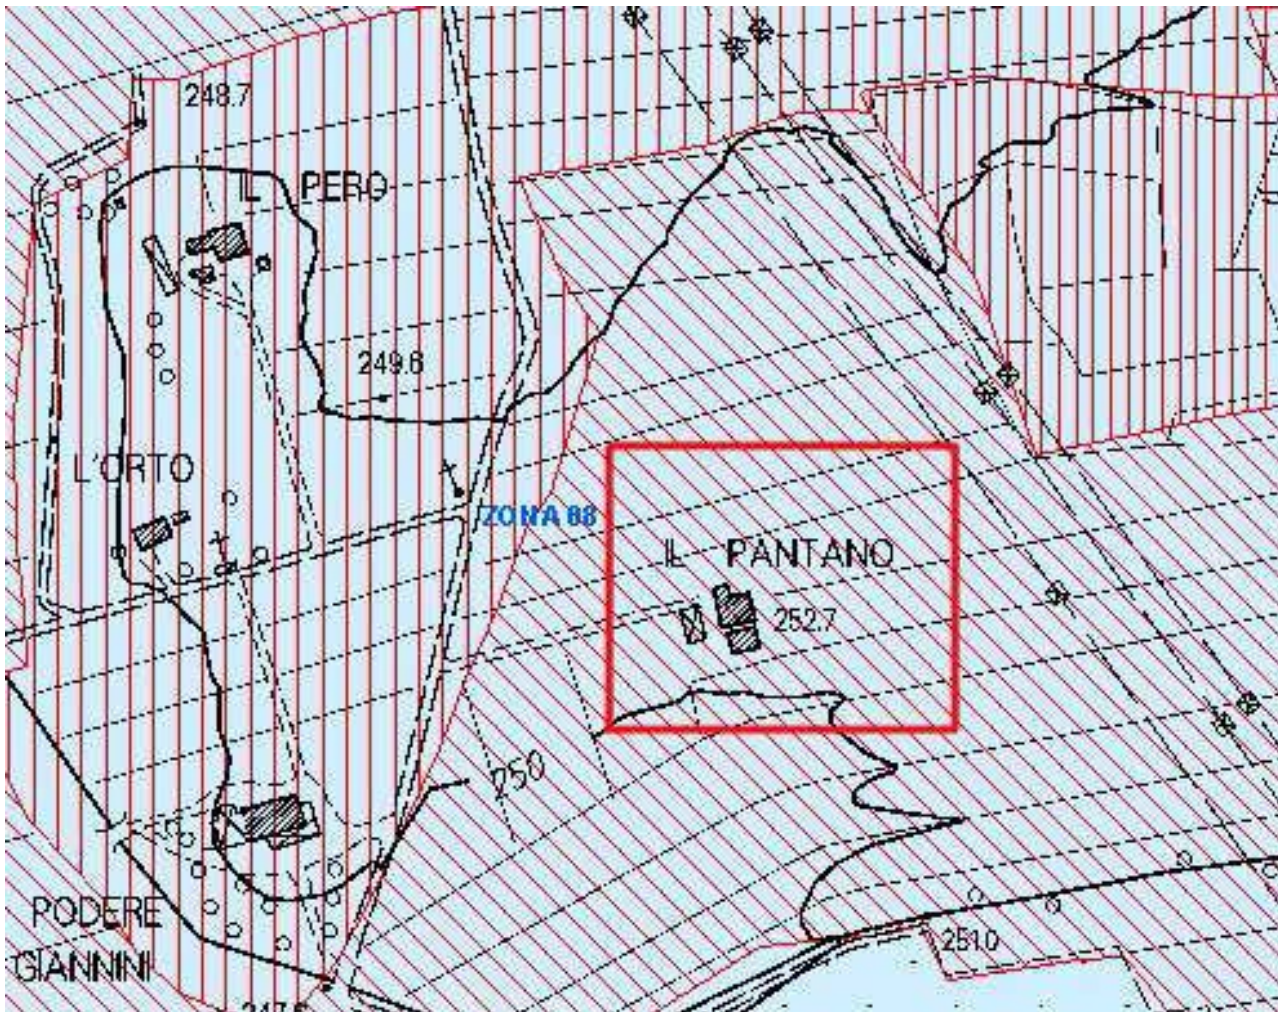 248.7
IL PERO
249.6
L'ORTO
ZONA 88
IL PANTANO
252.7
250
PODERE
GIANNINI
251.0